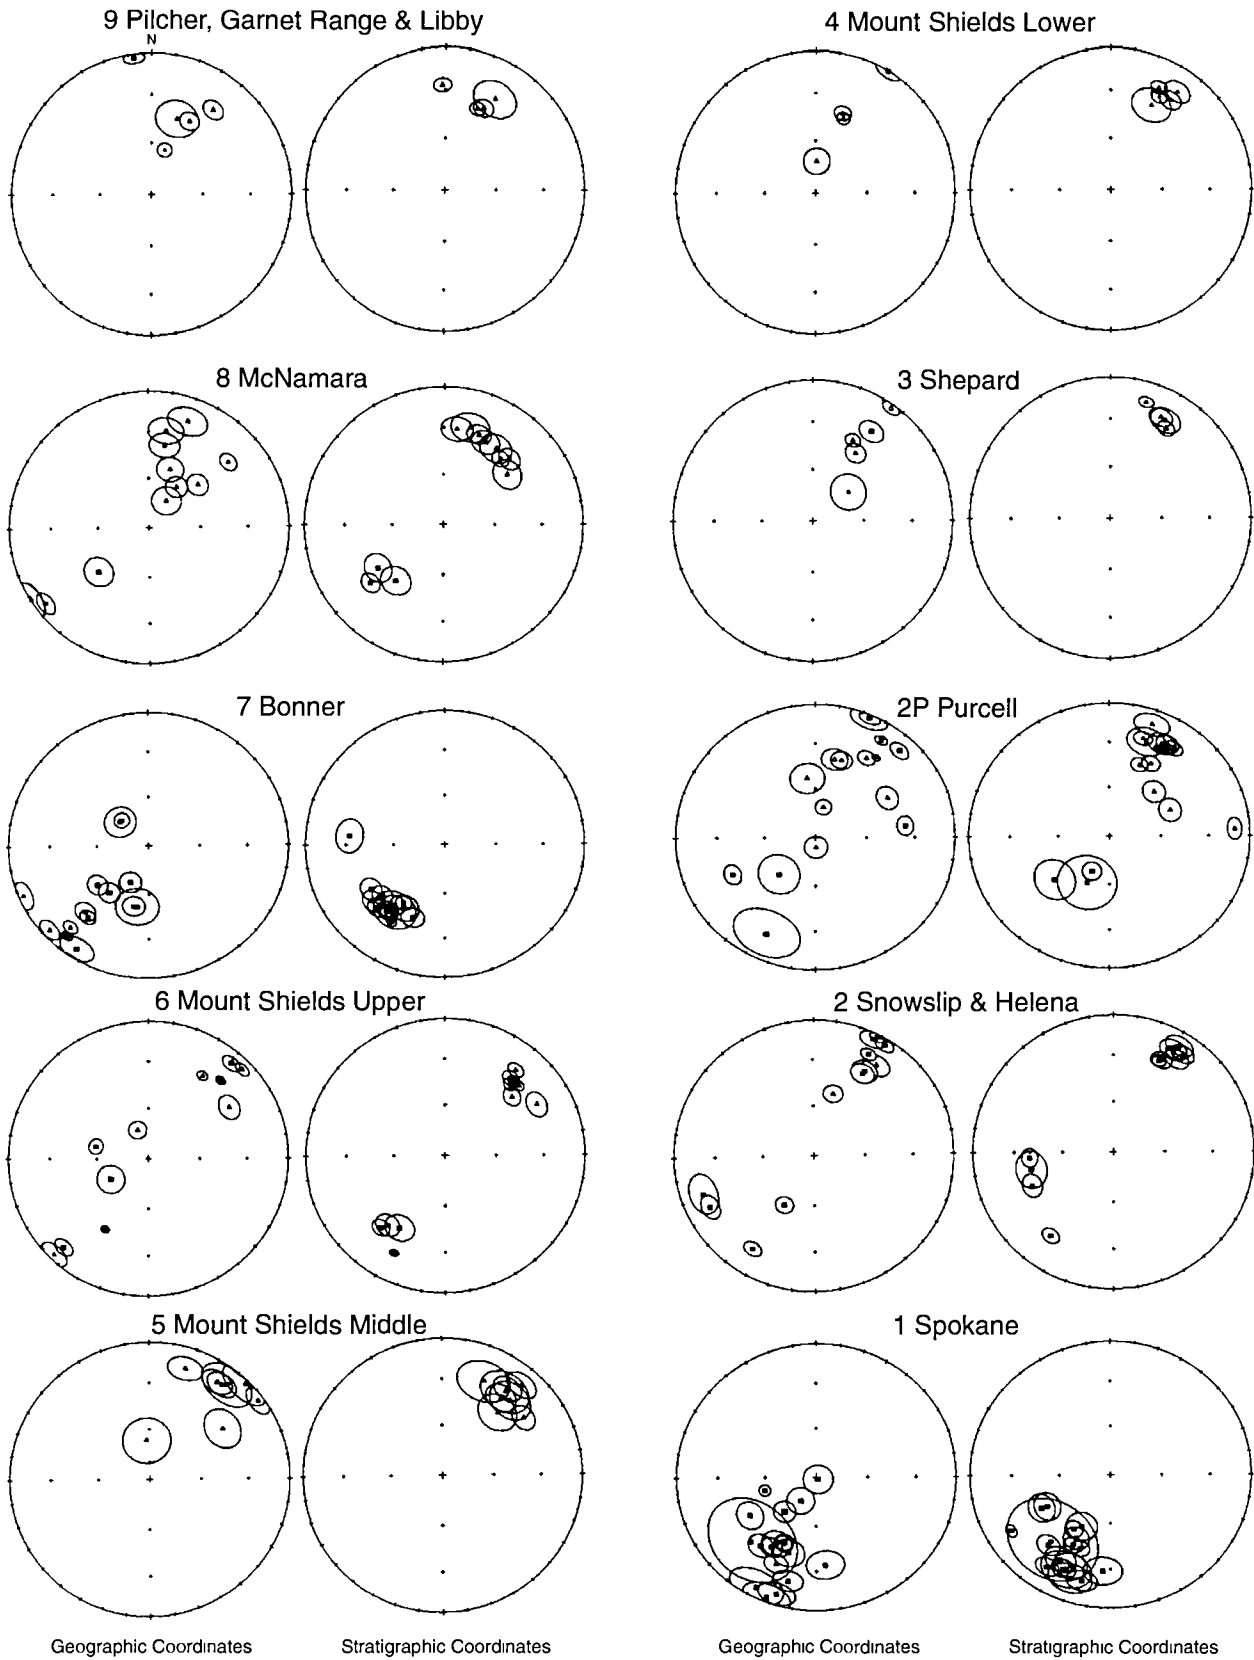 9 Pilcher, Garnet Range & Libby
N
4 Mount Shields Lower
8 McNamara
3 Shepard
7 Bonner
2P Purcell
6 Mount Shields Upper
2 Snowslip & Helena
5 Mount Shields Middle
1 Spokane
Geographic Coordinates
Stratigraphic Coordinates
Geographic Coordinates
Stratigraphic Coordinates